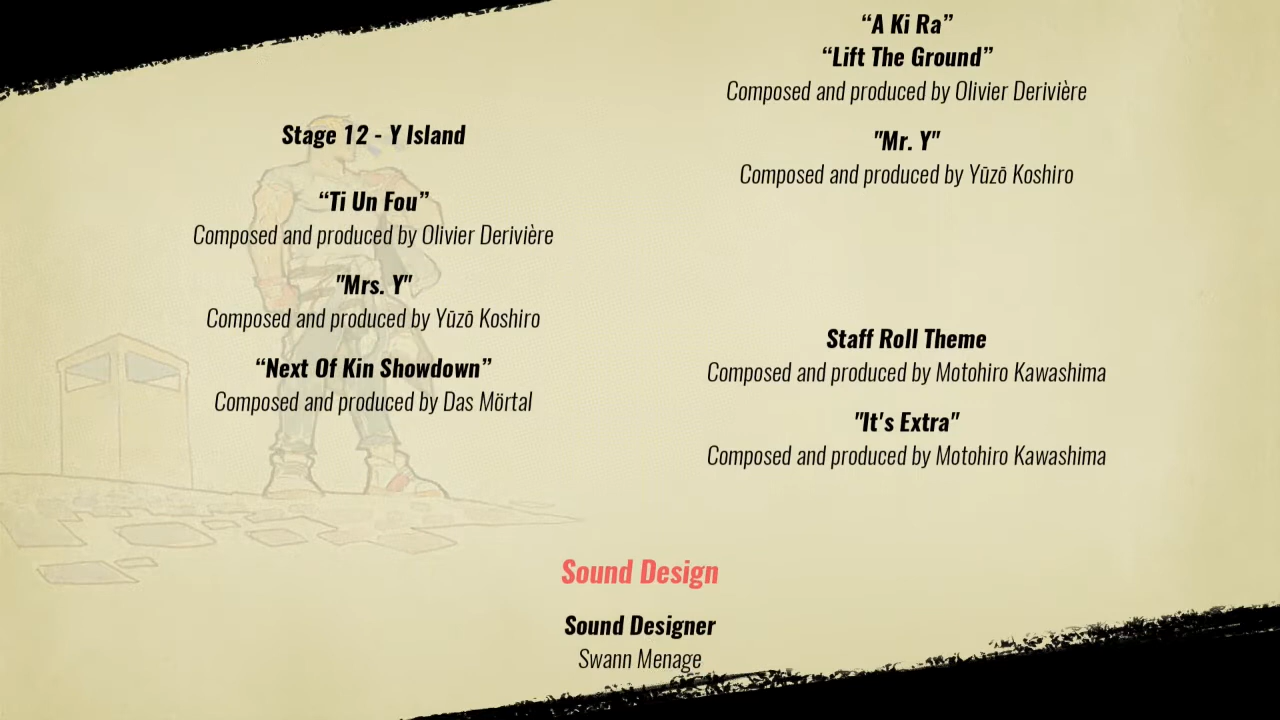 Stage 12 - Y Island
“Ti Un Fou”
Composed and produced by Olivier Derivière
"Mrs. Y"
Composed and produced by Yūzō Koshiro
“Next Of Kin Showdown”
Composed and produced by Das Mörtal
“A Ki Ra”
“Lift The Ground”
Composed and produced by Olivier Derivière
"Mr. Y"
Composed and produced by Yūzō Koshiro
Staff Roll Theme
Composed and produced by Motohiro Kawashima
"It's Extra"
Composed and produced by Motohiro Kawashima
Sound Design
Sound Designer
Swann Menage